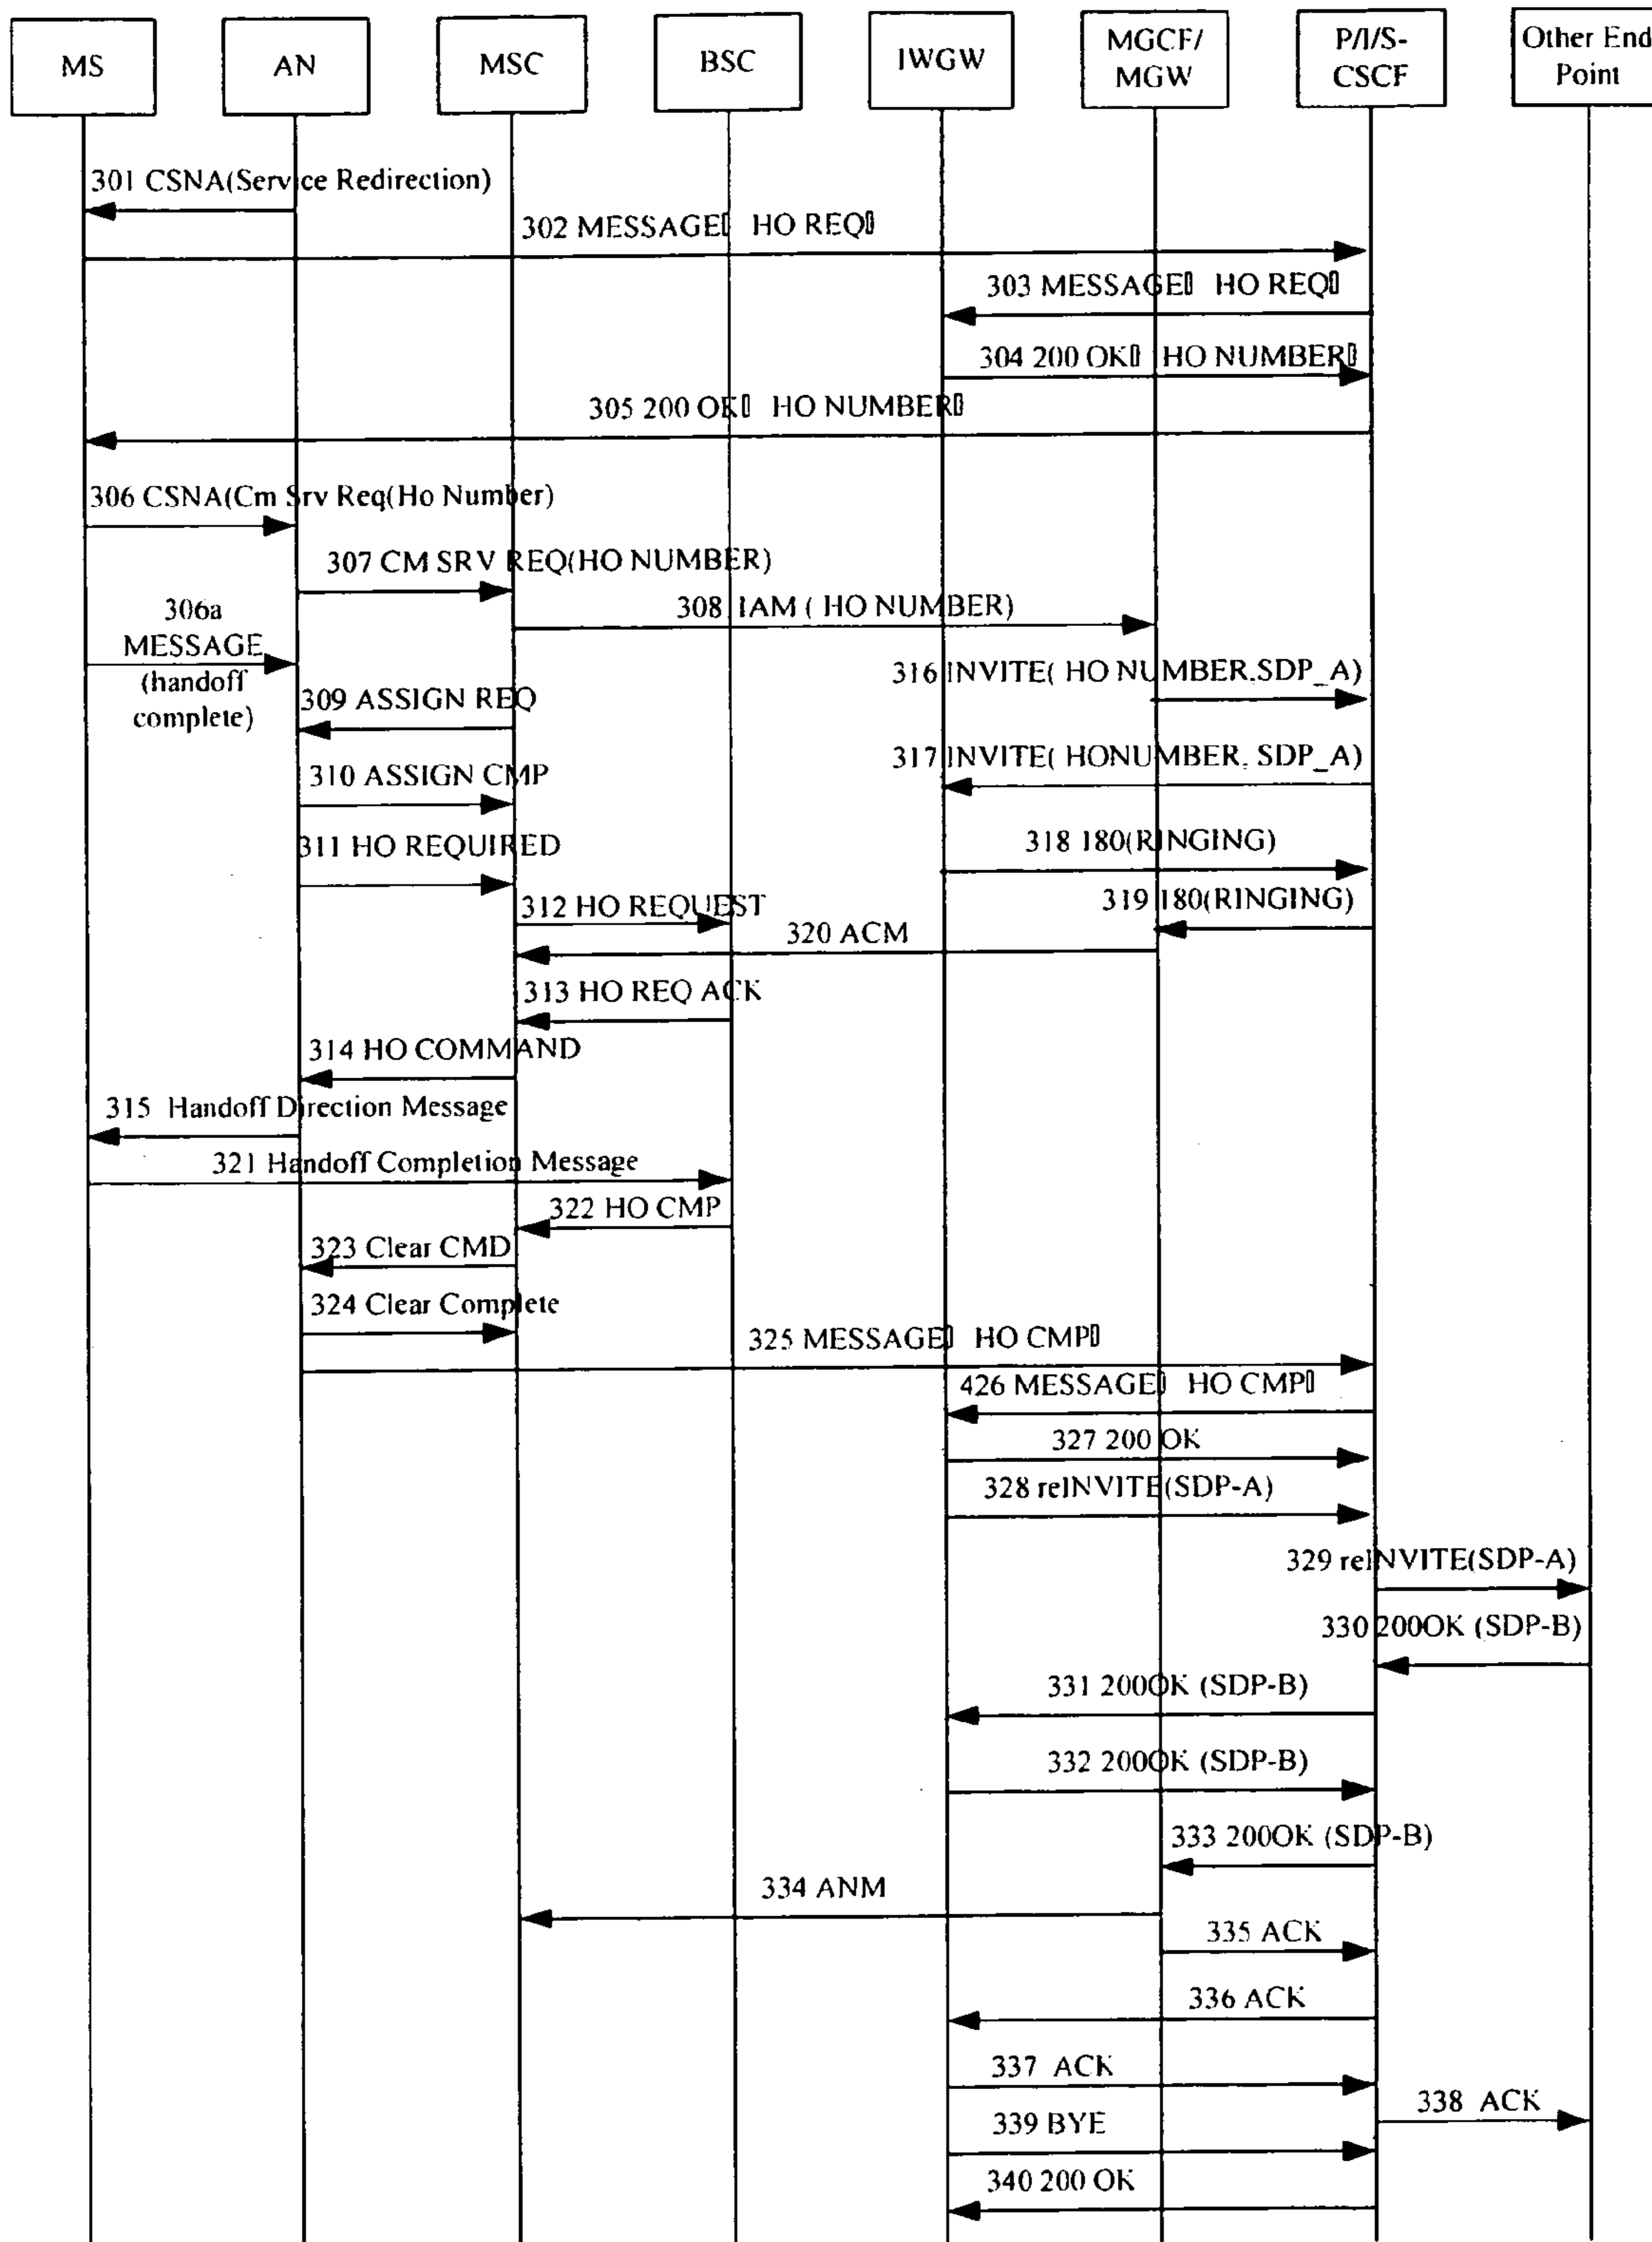 MS
AN
MSC
BSC
IWGW
MGCF/
MGW
P/I/S-
CSCF
Other End
Point
301 CSNA(Service Redirection)
302 MESSAGE▯ HO REQ▯
303 MESSAGE▯ HO REQ▯
304 200 OK▯ HO NUMBER▯
305 200 OK▯ HO NUMBER▯
306 CSNA(Cm Srv Req(Ho Number)
307 CM SRV REQ(HO NUMBER)
308 IAM ( HO NUMBER)
306a
MESSAGE
(handoff
complete)
316 INVITE( HO NUMBER.SDP_A)
309 ASSIGN REQ
317 INVITE( HONUMBER. SDP_A)
310 ASSIGN CMP
311 HO REQUIRED
318 180(RINGING)
312 HO REQUEST
319 180(RINGING)
320 ACM
313 HO REQ ACK
314 HO COMMAND
315 Handoff Direction Message
321 Handoff Completion Message
322 HO CMP
323 Clear CMD
324 Clear Complete
325 MESSAGE▯ HO CMP▯
426 MESSAGE▯ HO CMP▯
327 200 OK
328 reINVITE(SDP-A)
329 reINVITE(SDP-A)
330 200OK (SDP-B)
331 200OK (SDP-B)
332 200OK (SDP-B)
333 200OK (SDP-B)
334 ANM
335 ACK
336 ACK
337 ACK
338 ACK
339 BYE
340 200 OK